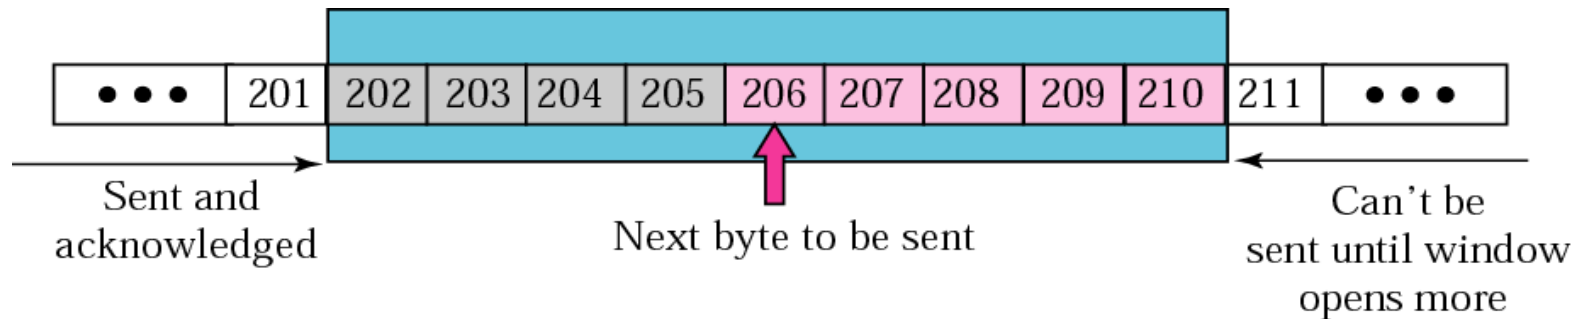 ••• 201 202 203 204 205 206 207 208 209 210 211 •••
Sent and
acknowledged
Next byte to be sent
Can't be
sent until window
opens more